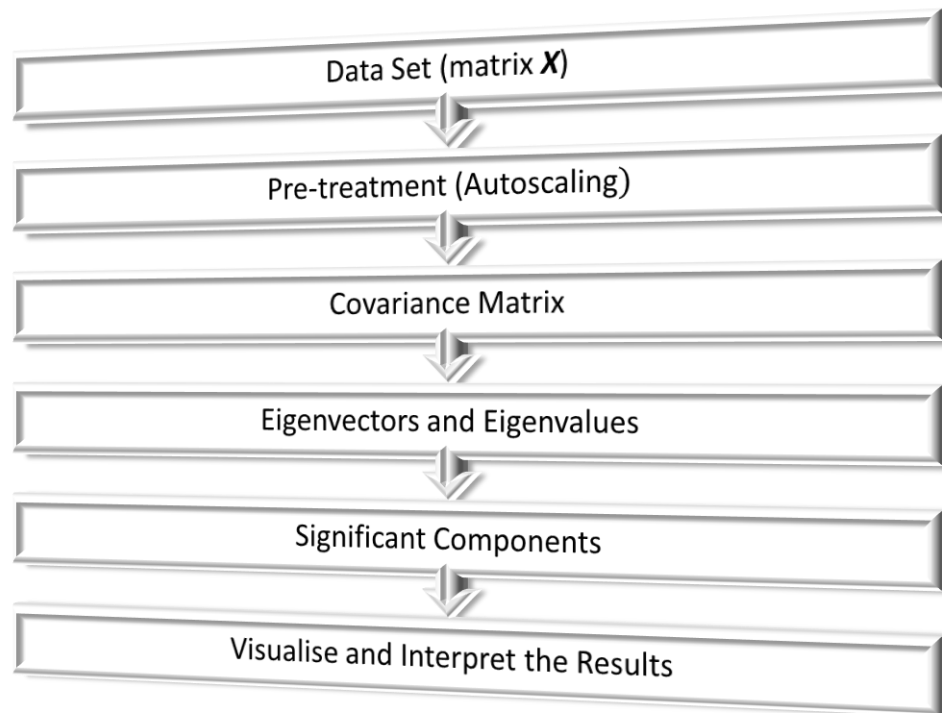 Data Set (matrix X)
Pre-treatment (Autoscaling)
Covariance Matrix
Eigenvectors and Eigenvalues
Significant Components
Visualise and Interpret the Results